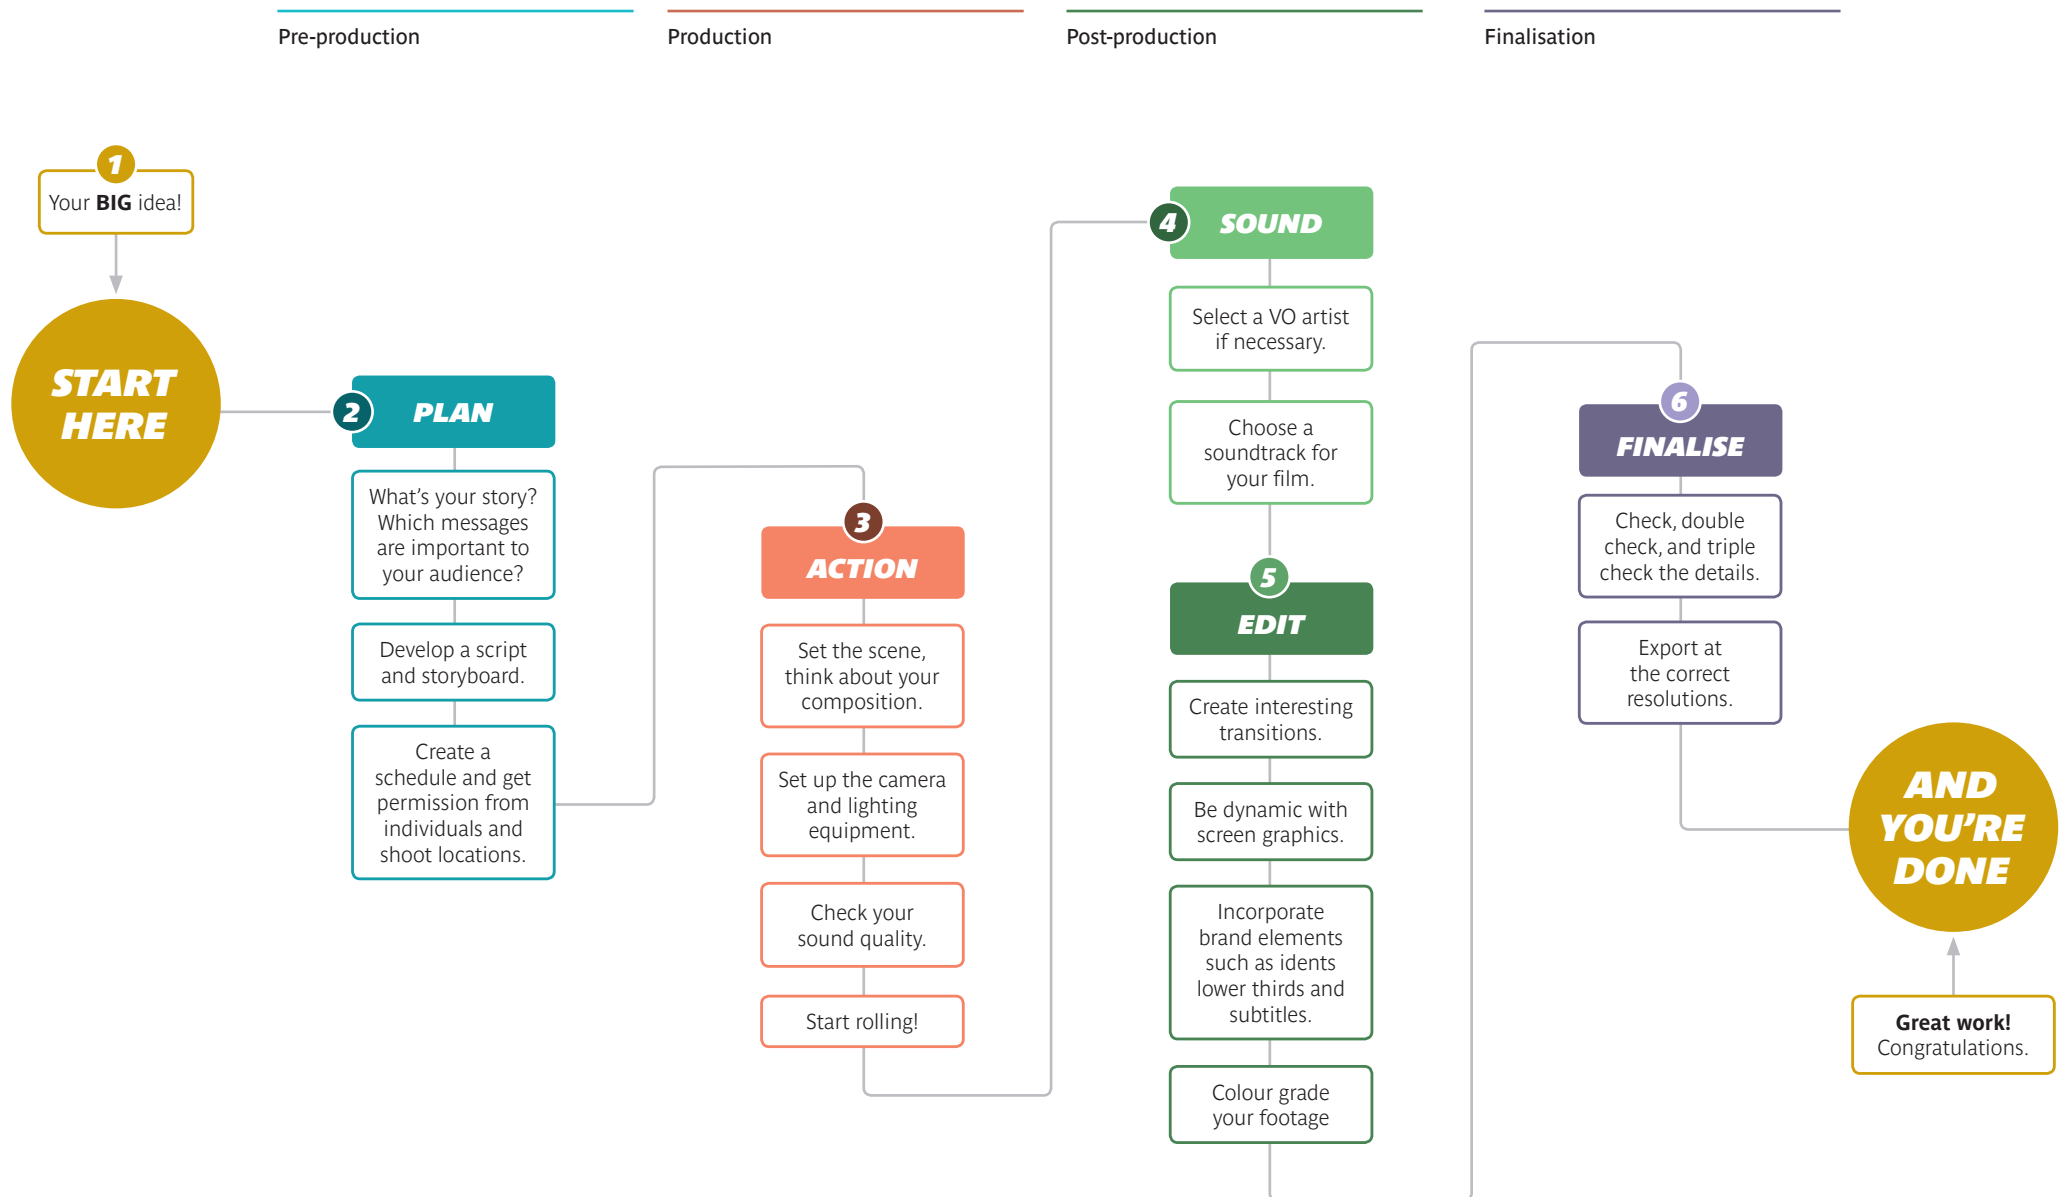 Pre-production
Production
Post-production
Finalisation
1
Your BIG idea!
START
HERE
2
PLAN
What’s your story?
Which messages
are important to
your audience?
Develop a script
and storyboard.
Create a
schedule and get
permission from
individuals and
shoot locations.
3
ACTION
Set the scene,
think about your
composition.
Set up the camera
and lighting
equipment.
Check your
sound quality.
Start rolling!
4
SOUND
Select a VO artist
if necessary.
Choose a
soundtrack for
your film.
5
EDIT
Create interesting
transitions.
Be dynamic with
screen graphics.
Incorporate
brand elements
such as idents
lower thirds and
subtitles.
Colour grade
your footage
6
FINALISE
Check, double
check, and triple
check the details.
Export at
the correct
resolutions.
AND
YOU’RE
DONE
Great work!
Congratulations.